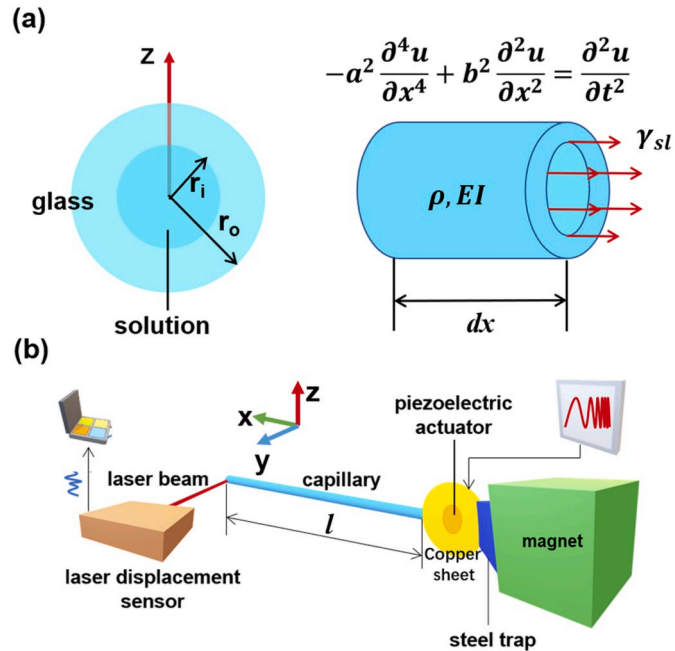 (a)
z
glass
r_i
r_o
solution
-a² ∂⁴u/∂x⁴ + b² ∂²u/∂x² = ∂²u/∂t²
γ_sl
ρ, EI
dx
(b)
z
x
y
piezoelectric
actuator
laser beam
capillary
l
Copper
sheet
magnet
laser displacement
sensor
steel trap